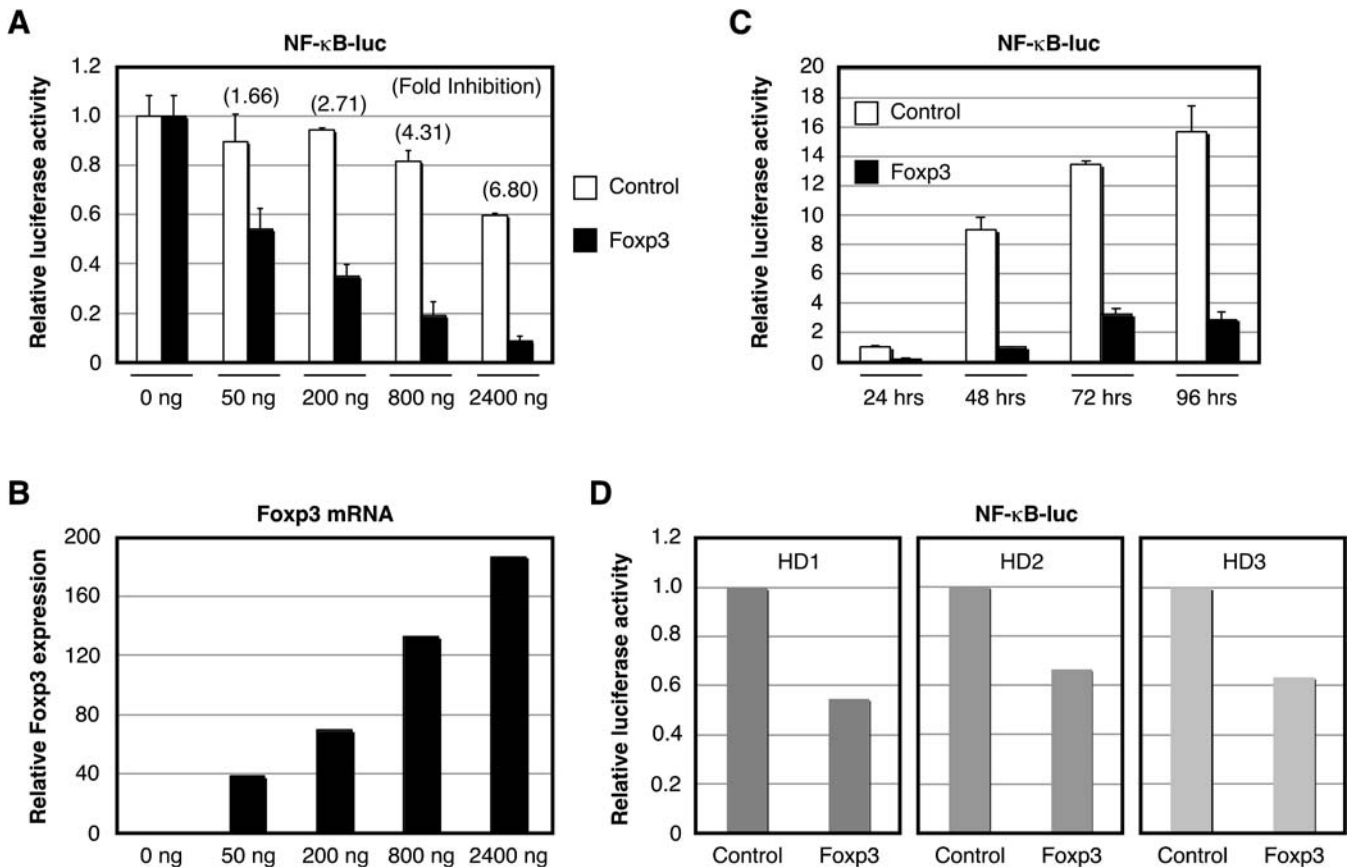 A
NF-κB-luc
Relative luciferase activity
1.2
1.0
0.8
0.6
0.4
0.2
0
(1.66)
(2.71)
(4.31)
(6.80)
(Fold Inhibition)
0 ng
50 ng
200 ng
800 ng
2400 ng
Control
Foxp3
C
NF-κB-luc
Relative luciferase activity
20
18
16
14
12
10
8
6
4
2
0
Control
Foxp3
24 hrs
48 hrs
72 hrs
96 hrs
B
Foxp3 mRNA
Relative Foxp3 expression
200
160
120
80
40
0
0 ng
50 ng
200 ng
800 ng
2400 ng
D
NF-κB-luc
Relative luciferase activity
1.2
1.0
0.8
0.6
0.4
0.2
0
HD1
HD2
HD3
Control
Foxp3
Control
Foxp3
Control
Foxp3